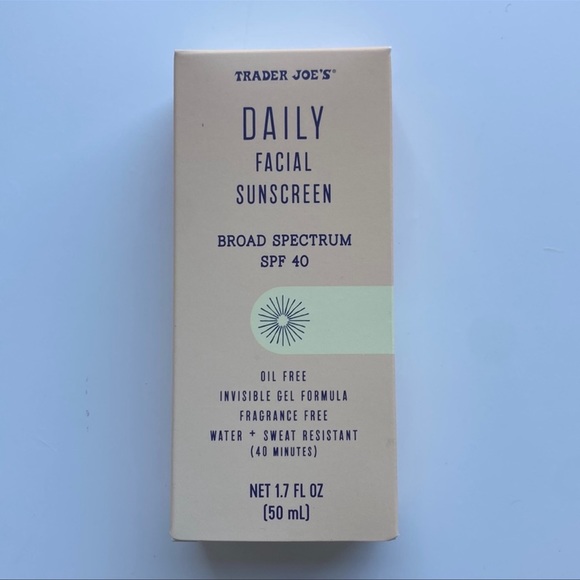 TRADER JOE'S®
DAILY
FACIAL
SUNSCREEN
BROAD SPECTRUM
SPF 40
OIL FREE
INVISIBLE GEL FORMULA
FRAGRANCE FREE
WATER + SWEAT RESISTANT
(40 MINUTES)
NET 1.7 FL OZ
(50 mL)